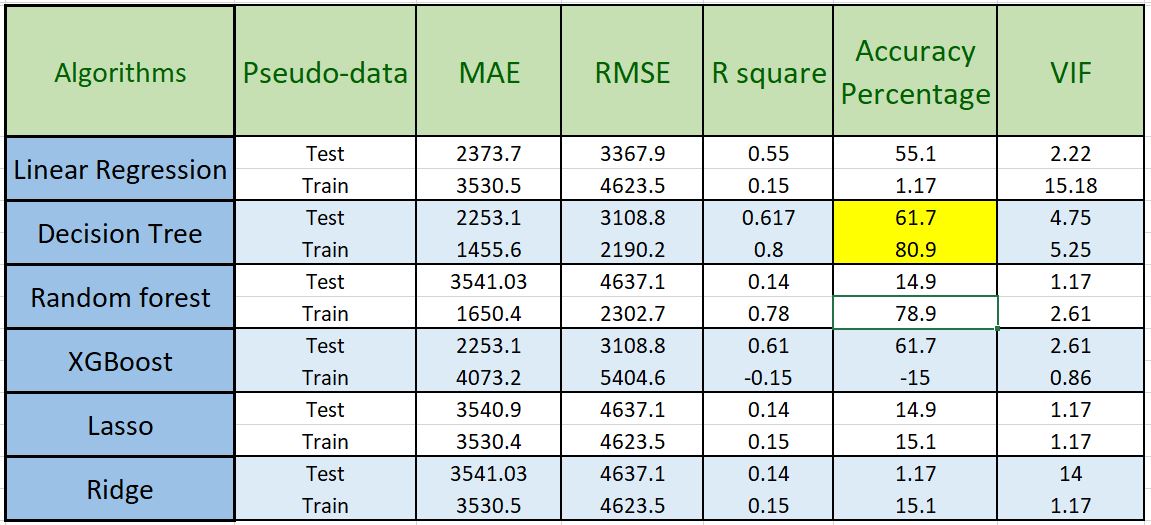 Algorithms Pseudo-data MAE RMSE R square Accuracy Percentage VIF
Linear Regression Test 2373.7 3367.9 0.55 55.1 2.22
Train 3530.5 4623.5 0.15 1.17 15.18
Decision Tree Test 2253.1 3108.8 0.617 61.7 4.75
Train 1455.6 2190.2 0.8 80.9 5.25
Random forest Test 3541.03 4637.1 0.14 14.9 1.17
Train 1650.4 2302.7 0.78 78.9 2.61
XGBoost Test 2253.1 3108.8 0.61 61.7 2.61
Train 4073.2 5404.6 -0.15 -15 0.86
Lasso Test 3540.9 4637.1 0.14 14.9 1.17
Train 3530.4 4623.5 0.15 15.1 1.17
Ridge Test 3541.03 4637.1 0.14 1.17 14
Train 3530.5 4623.5 0.15 15.1 1.17